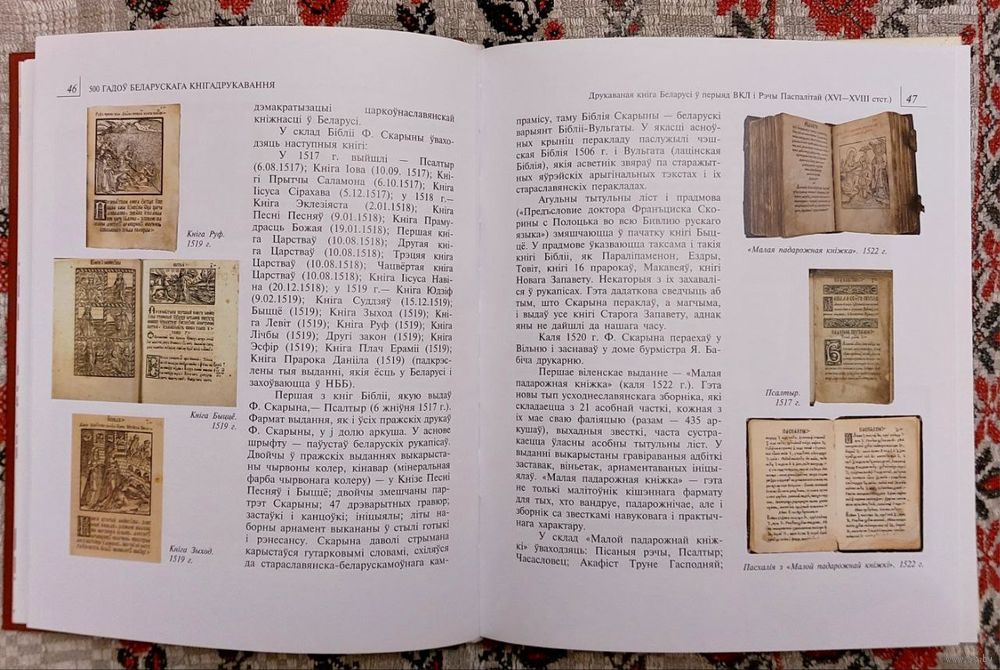 46
500 ГАДОЎ БЕЛАРУСКАГА КНІГАДРУКАВАННЯ
Кніга Руф.
1519 г.
Кніга Быццё.
1519 г.
Кніга Зыход.
1519 г.
дэмакратызацыі царкоўнаславянскай
кніжнасці ў Беларусі.
У склад Бібліі Ф. Скарыны ўвахо-
дзяць наступныя кнігі:
У 1517 г. выйшлі — Псалтыр
(6.08.1517); Кніга Іова (10.09. 1517); Кні-
гі Прытчы Саламона (6.10.1517); Кніга
Ісуса Сірахава (5.12.1517); у 1518 г.—
Кніга Эклезіяста (2.01.1518); Кніга
Песні Песняў (9.01.1518); Кніга Праму-
драсць Божая (19.01.1518); Першая кні-
га Царстваў (10.08.1518); Другая кні-
га Царстваў (10.08.1518); Трэцяя кніга
Царстваў (10.08.1518); Чацвёртая кніга
Царстваў (10.08.1518); Кніга Ісуса Наві-
на (20.12.1518); у 1519 г.— Кніга Юдзіф
(9.02.1519); Кніга Суддзяў (15.12.1519);
Быццё (1519); Кніга Зыход (1519); Кні-
га Левіт (1519); Кніга Руф (1519); Кніга
Лічбы (1519); Другі закон (1519); Кніга
Эсфір (1519); Кніга Плач Ераміі (1519);
Кніга Прарока Данііла (1519) (падкрэс-
лены тыя выданні, якія ёсць у Беларусі і
захоўваюцца ў НББ).
Першая з кніг Бібліі, якую выдаў
Ф. Скарына,— Псалтыр (6 жніўня 1517 г.).
Фармат выдання, як і ўсіх пражскіх друкаў
Ф. Скарыны, у ј долю аркуша. У аснове
шрыфту — паўустаў беларускіх рукапісаў.
Двойчы ў пражскіх выданнях выкарыста-
ны чырвоны колер, кінавар (мінеральная
фарба чырвонага колеру) — у Кнізе Песні
Песняў і Быццё; двойчы змешчаны пар-
трэт Скарыны; 47 дрэварытных гравюр;
застаўкі і канцоўкі; ініцыялы; літы на-
борны арнамент выкананы ў стылі готыкі
і рэнесансу. Скарына даволі стрымана
карыстаўся гутарковымі словамі, схіляўся
да стараславянска-беларускамоўнага кам-
Друкаваная кніга Беларусі ў перыяд ВКЛ і Рэчы Паспалітай (XVI—XVIII стст.)
47
прамісу, таму Біблія Скарыны — беларускі
варыянт Бібліі-Вульгаты. У якасці асноў-
ных крыніц перакладу паслужылі чэш-
ская Біблія 1506 г. і Вульгата (лацінская
Біблія), якія асветнік звяраў па старажыт-
ных яўрэйскіх арыгінальных тэкстах і іх
стараславянскіх перакладах.
Агульны тытульны ліст і прадмова
(«Предъсловие доктора Франъциска Ско-
рины с Полоцька во всю Бивлию руского
языка») змяшчаюцца ў пачатку кнігі Быц-
цё. У прадмове ўказваюцца таксама і такія
кнігі Бібліі, як Параліпаменон, Ездры,
Товіт, кнігі 16 прарокаў, Макавеяў, кнігі
Новага Запавету. Некаторыя з іх захавалі-
ся ў рукапісах. Гэта дадаткова сведчыць аб
тым, што Скарына пераклаў, а магчыма,
і выдаў усе кнігі Старога Запавету, аднак
яны не дайшлі да нашага часу.
Каля 1520 г. Ф. Скарына пераехаў у
Вільню і заснаваў у доме бурмістра Я. Ба-
біча друкарню.
Першае віленскае выданне — «Малая
падарожная кніжка» (каля 1522 г.). Гэта
новы тып усходнеславянскага зборніка, які
складаецца з 21 асобнай часткі, кожная з
іх мае сваю фаліяцыю (разам — 435 ар-
кушаў), выхадныя звесткі, часта сустра-
каецца ўласны асобны тытульны ліст. У
выданні выкарыстаны гравіраваныя адбіткі
заставак, віньетак, арнаментаваных ініцы-
ялаў. «Малая падарожная кніжка» — гэта
не толькі малітоўнік кішэннага фармату
для тых, хто вандруе, падарожнічае, але і
зборнік са звесткамі навуковага і практыч-
нага характару.
У склад «Малой падарожнай кніж-
кі» ўваходзяць: Пісаныя рэчы, Псалтыр;
Часасловец; Акафіст Труне Гасподняй;
«Малая падарожная кніжка». 1522 г.
Псалтыр.
1517 г.
Пасхалія з «Малой падарожнай кніжкі». 1522 г.